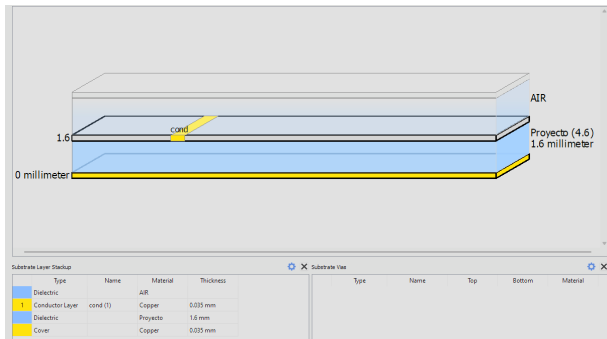 AIR
cond
1.6
Proyecto (4.6)
1.6 millimeter
0 millimeter
Substrate Layer Stackup
Type Name Material Thickness
Dielectric AIR
1 Conductor Layer cond (1) Copper 0.035 mm
Dielectric Proyecto 1.6 mm
Cover Copper 0.035 mm
Substrate Vias
Type Name Top Bottom Material